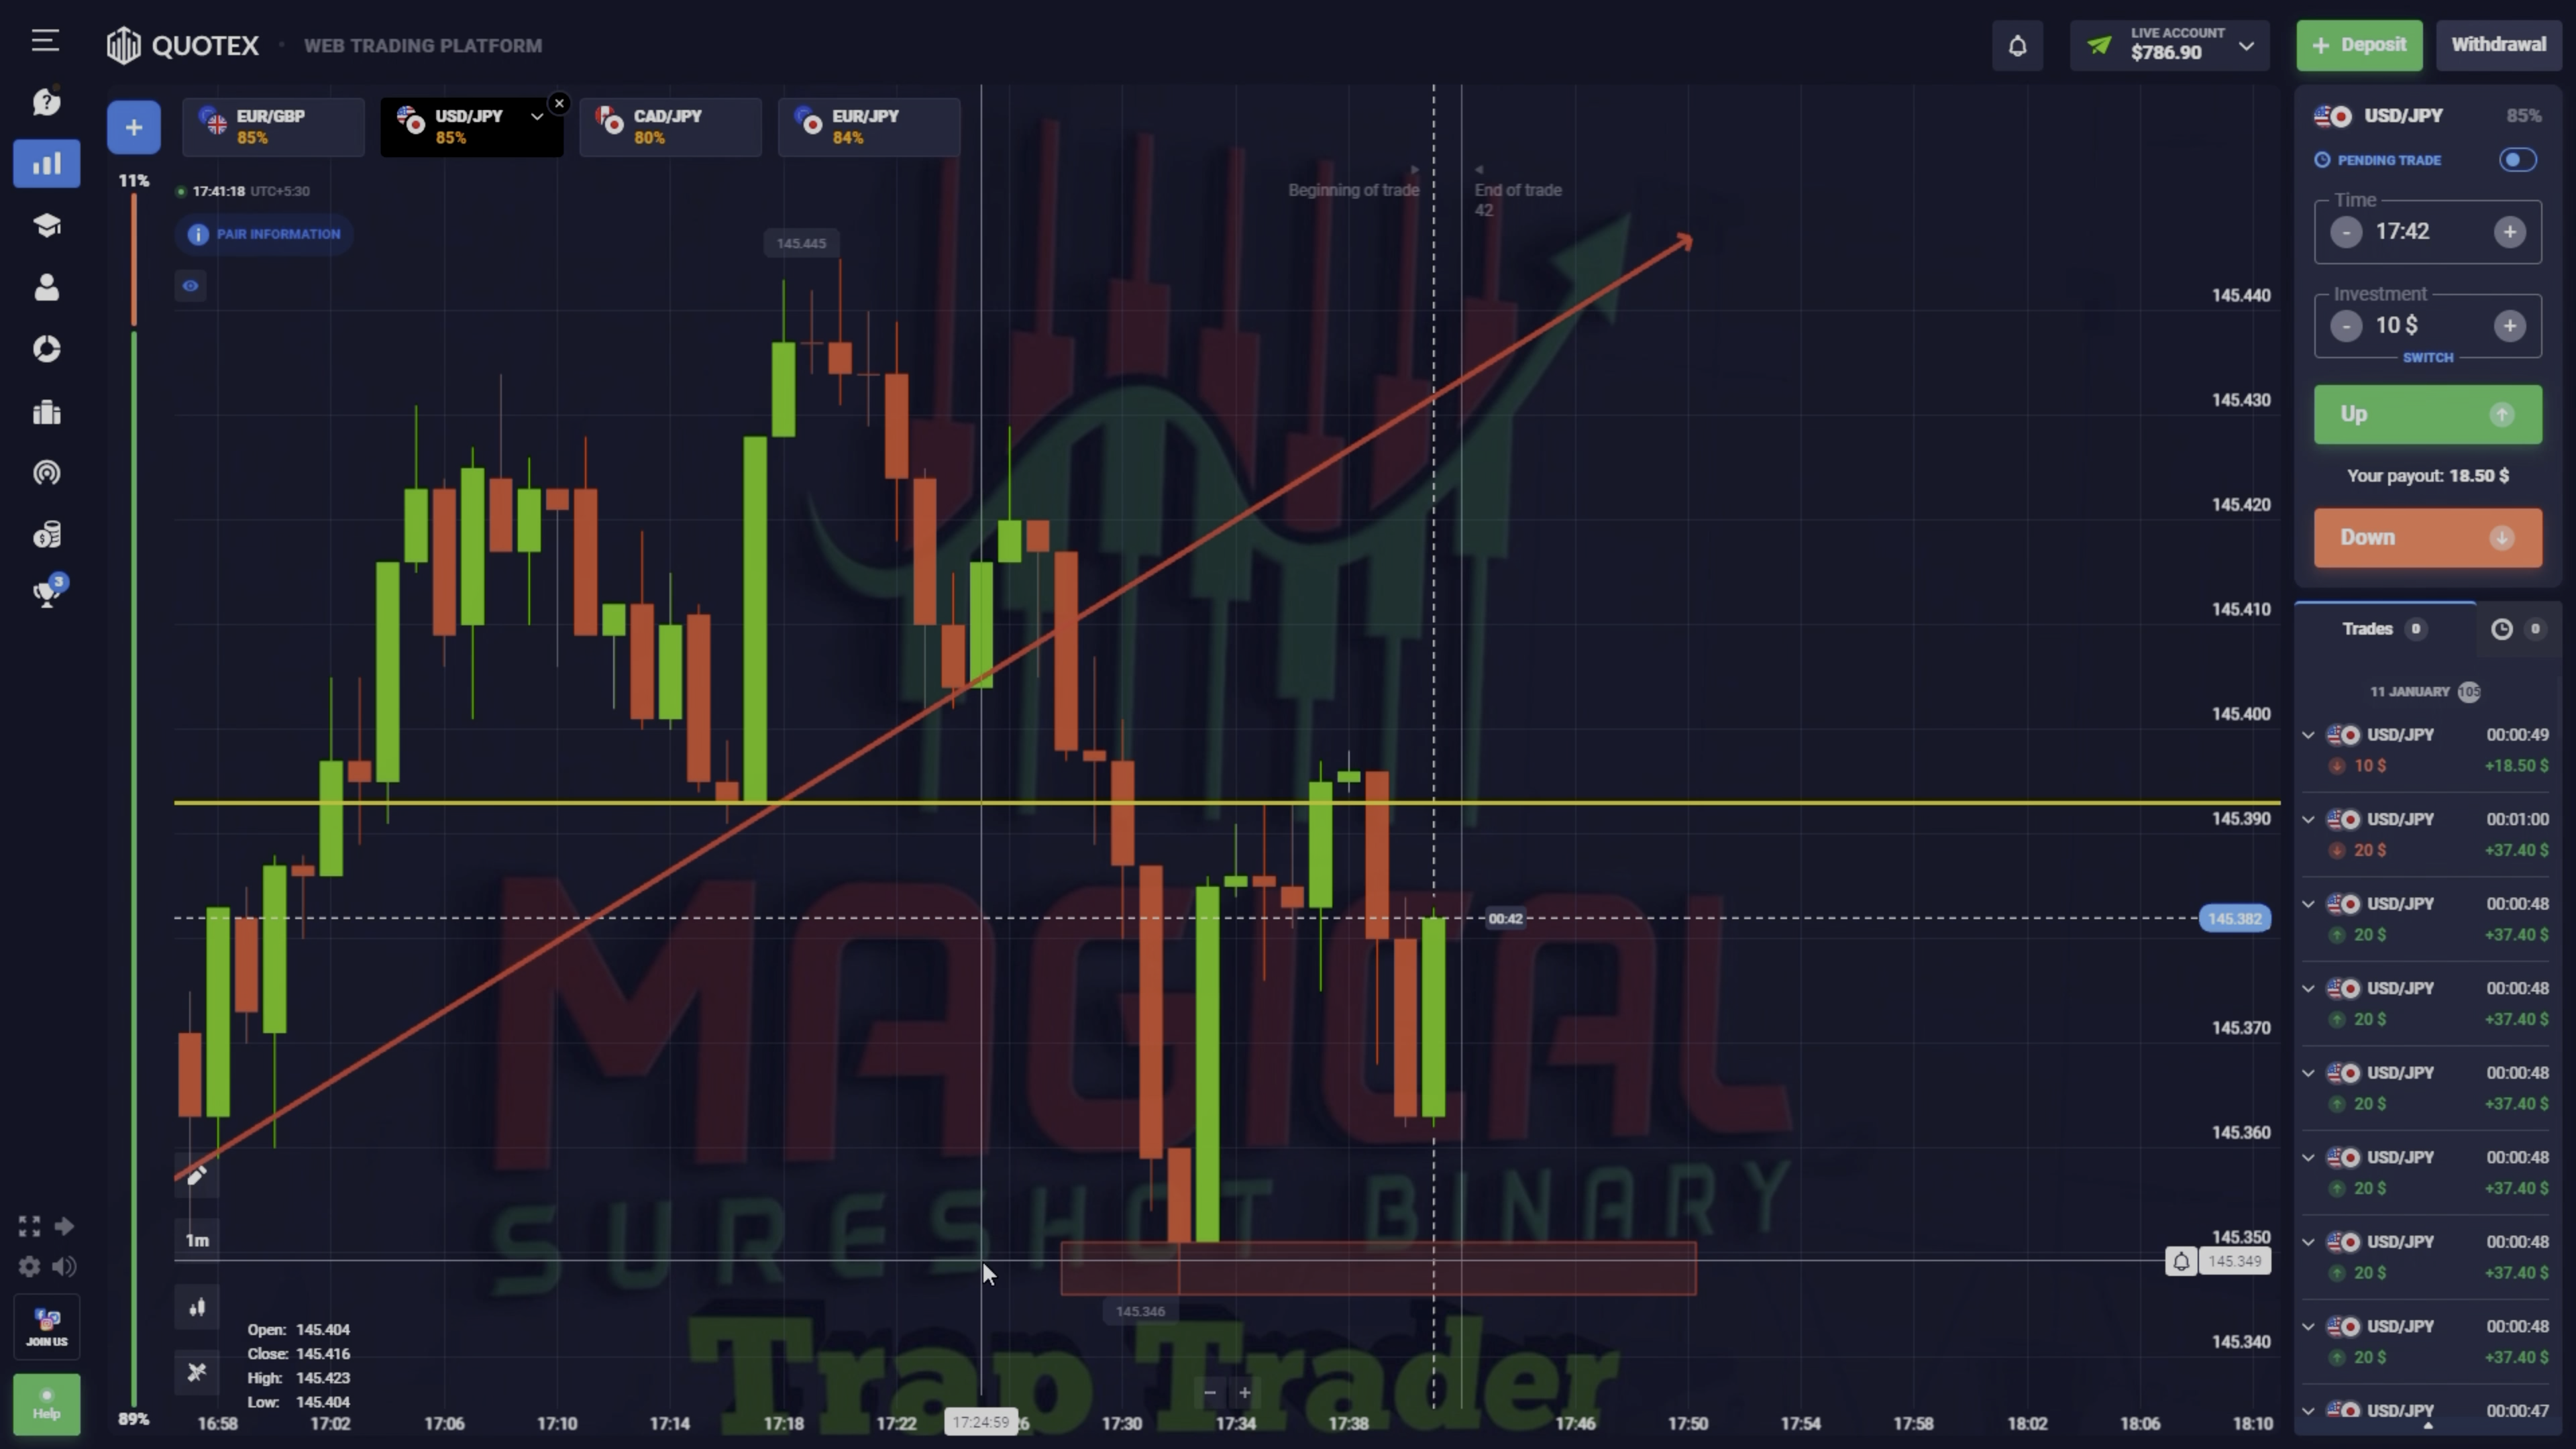 QUOTEX
WEB TRADING PLATFORM
LIVE ACCOUNT
$786.90
+ Deposit
Withdrawal
+
EUR/GBP
85%
USD/JPY
85%
CAD/JPY
80%
EUR/JPY
84%
11%
17:41:18 UTC+5:30
PAIR INFORMATION
Beginning of trade
End of trade
42
145.445
145.440
145.430
145.420
145.410
145.400
145.390
145.382
00:42
145.370
145.360
145.350
145.349
145.346
145.340
MAGICAL
SURESHOT BINARY
Trap Trader
1m
Open: 145.404
Close: 145.416
High: 145.423
Low: 145.404
89%
16:58
17:02
17:06
17:10
17:14
17:18
17:22
17:24:59
17:30
17:34
17:38
17:46
17:50
17:54
17:58
18:02
18:06
18:10
3
JOIN US
Help
USD/JPY 85%
PENDING TRADE
Time
- 17:42 +
Investment
- 10 $ +
SWITCH
Up
Your payout: 18.50 $
Down
Trades 0
0
11 JANUARY 105
USD/JPY 00:00:49
10 $ +18.50 $
USD/JPY 00:01:00
20 $ +37.40 $
USD/JPY 00:00:48
20 $ +37.40 $
USD/JPY 00:00:48
20 $ +37.40 $
USD/JPY 00:00:48
20 $ +37.40 $
USD/JPY 00:00:48
20 $ +37.40 $
USD/JPY 00:00:48
20 $ +37.40 $
USD/JPY 00:00:48
20 $ +37.40 $
USD/JPY 00:00:47